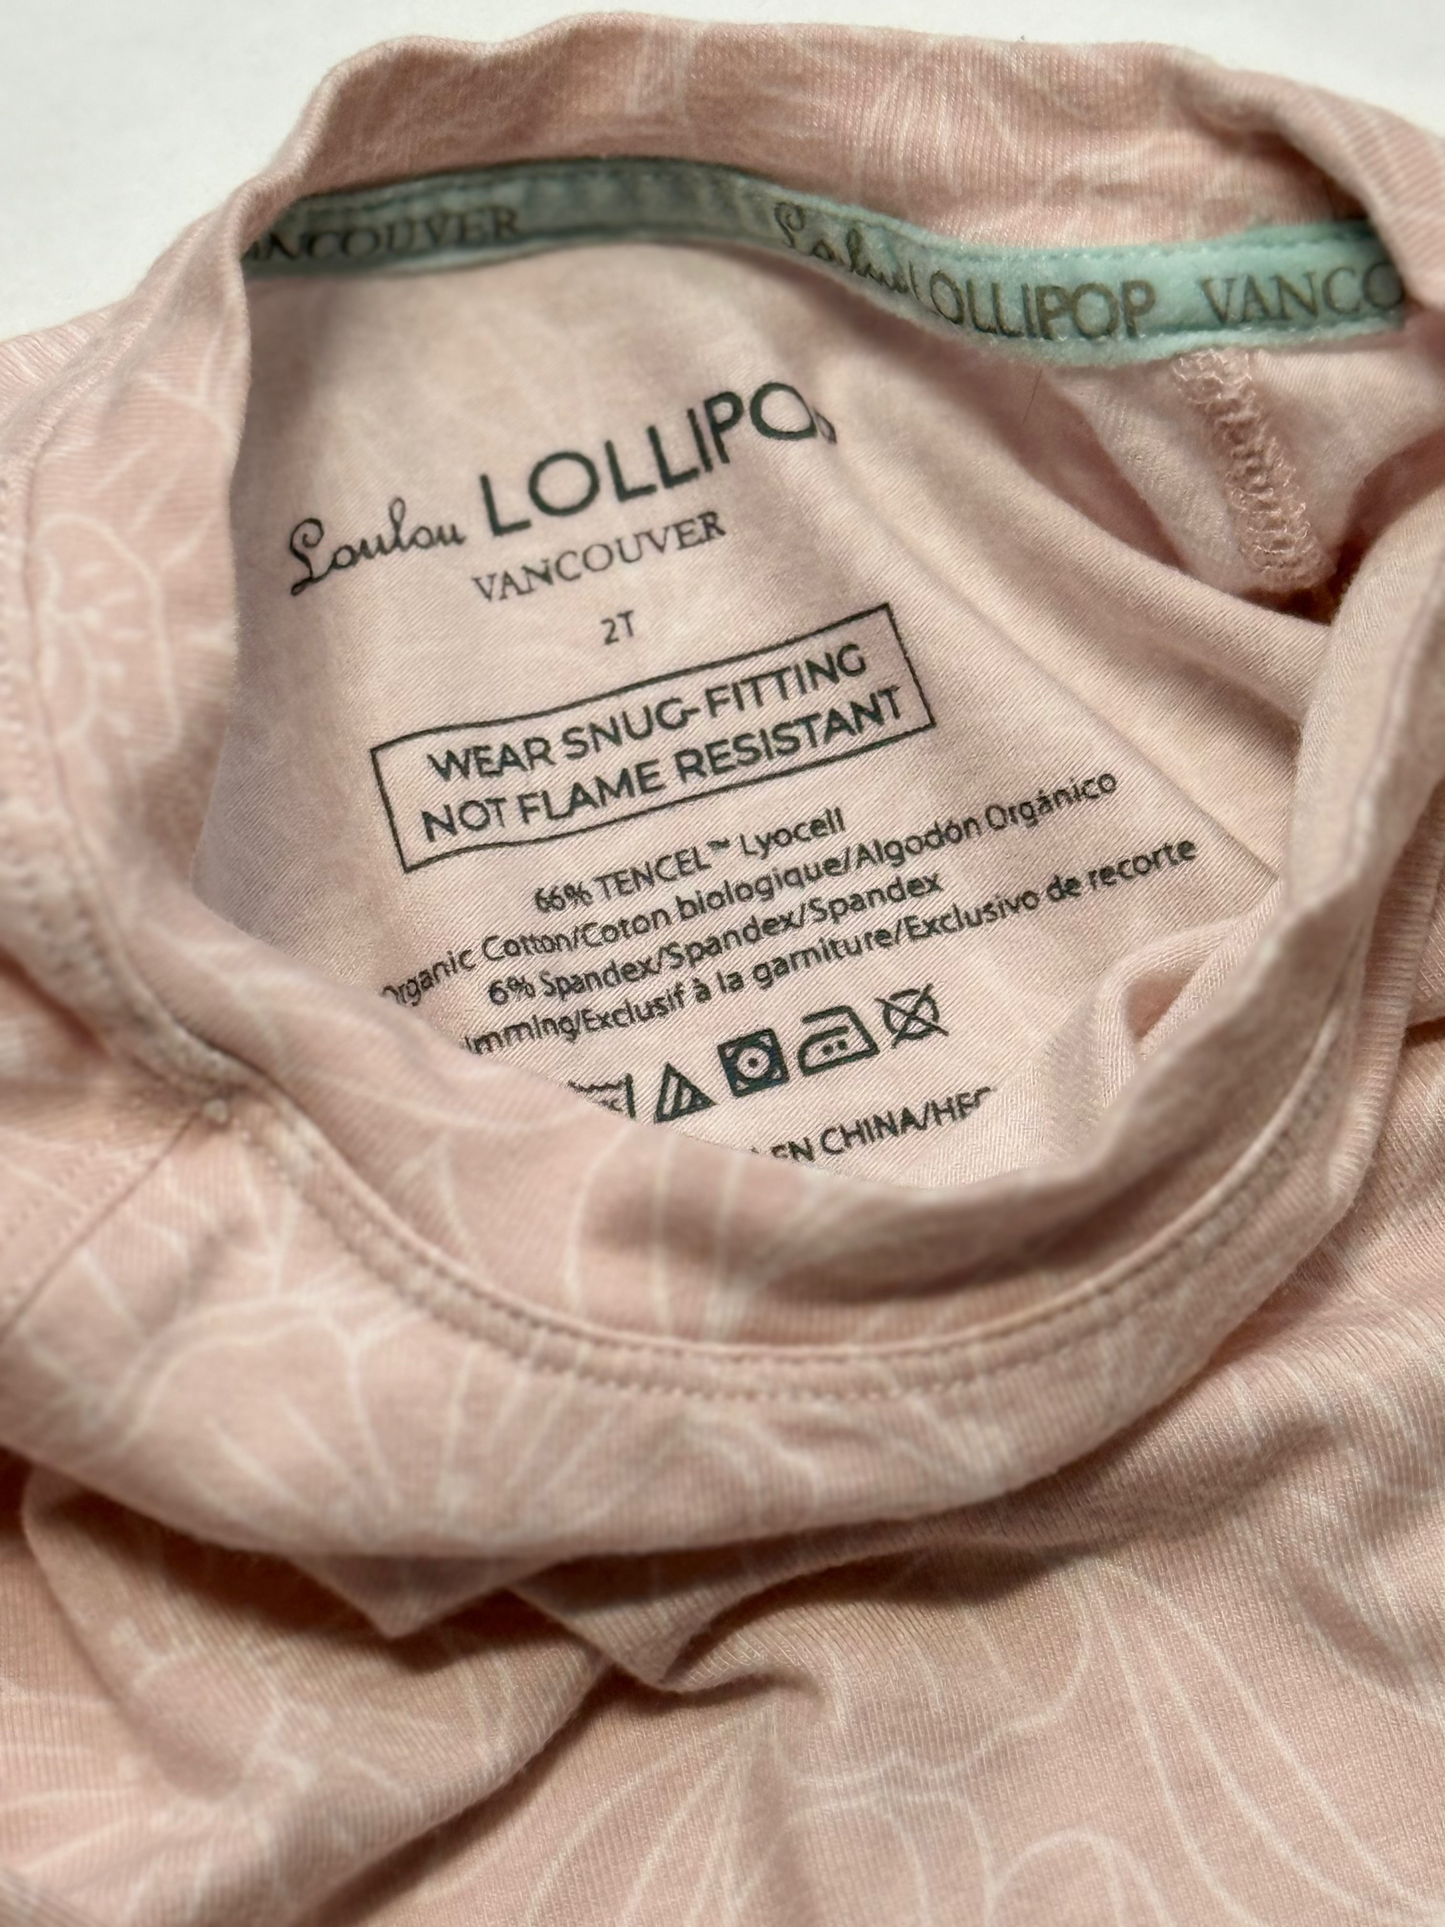 VANCOUVER Loulou LOLLIPOP
Loulou LOLLIPOP
VANCOUVER
2T
WEAR SNUG-FITTING
NOT FLAME RESISTANT
66% TENCEL™ Lyocell
Organic Cotton/Coton biologique/Algodón Orgánico
6% Spandex/Spandex/Spandex
/Exclusif à la garniture/Exclusivo de recorte
EN CHINA/